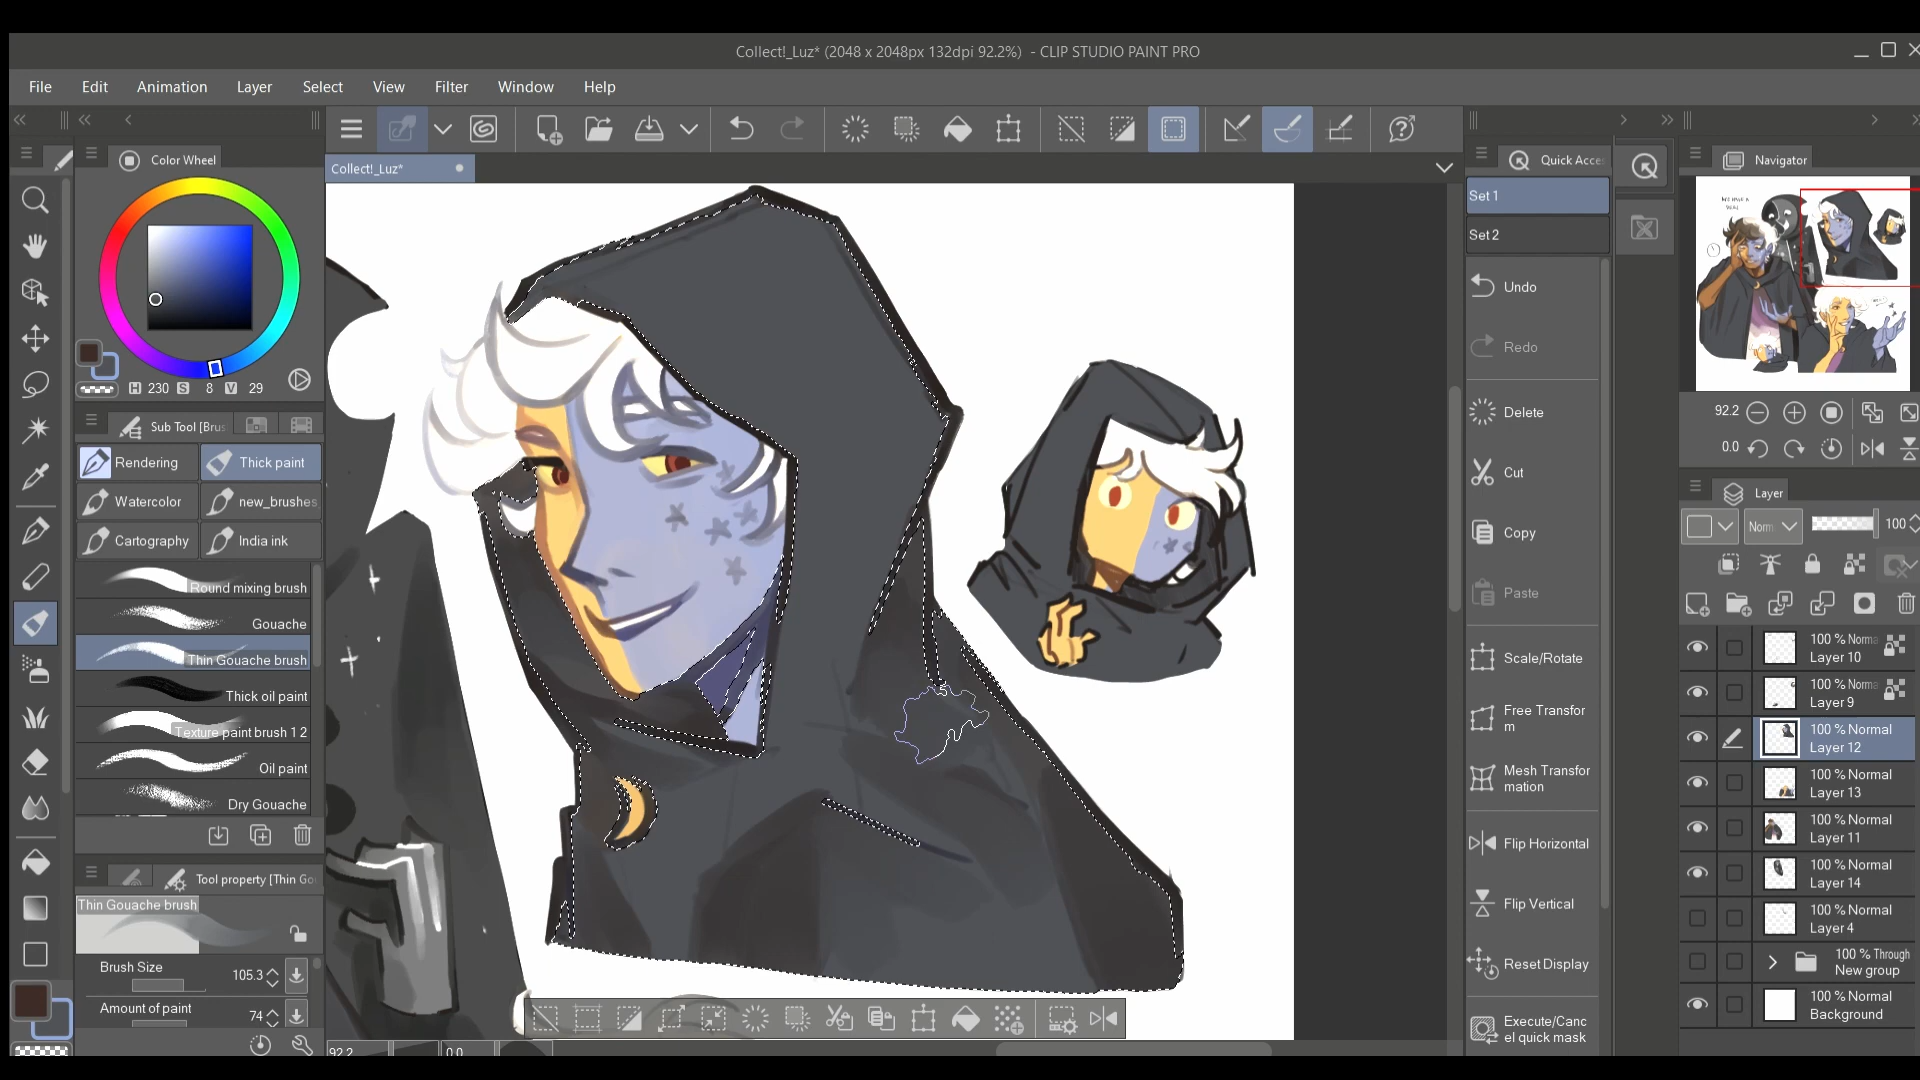 Collect!_Luz* (2048 x 2048px 132dpi 92.2%) - CLIP STUDIO PAINT PRO
File Edit Animation Layer Select View Filter Window Help
Color Wheel
Collect!_Luz*
Quick Acce
Navigator
Set 1
Set 2
H 230 S 8 V 29
Sub Tool [Brus
Rendering
Thick paint
Watercolor
new_brushes
Cartography
India ink
Round mixing brush
Gouache
Thin Gouache brush
Thick oil paint
Texture paint brush 1 2
Oil paint
Dry Gouache
Tool property [Thin Go
Thin Gouache brush
Brush Size
105.3
Amount of paint
74
92.2
0.0
Undo
Redo
Delete
Cut
Copy
Paste
Scale/Rotate
Free Transfor
m
Mesh Transfor
mation
Flip Horizontal
Flip Vertical
Reset Display
Execute/Canc
el quick mask
92.2
0.0
Layer
Norm
100
100 % Norma
Layer 10
100 % Norma
Layer 9
100 % Normal
Layer 12
100 % Normal
Layer 13
100 % Normal
Layer 11
100 % Normal
Layer 14
100 % Normal
Layer 4
100 % Through
New group
100 % Normal
Background